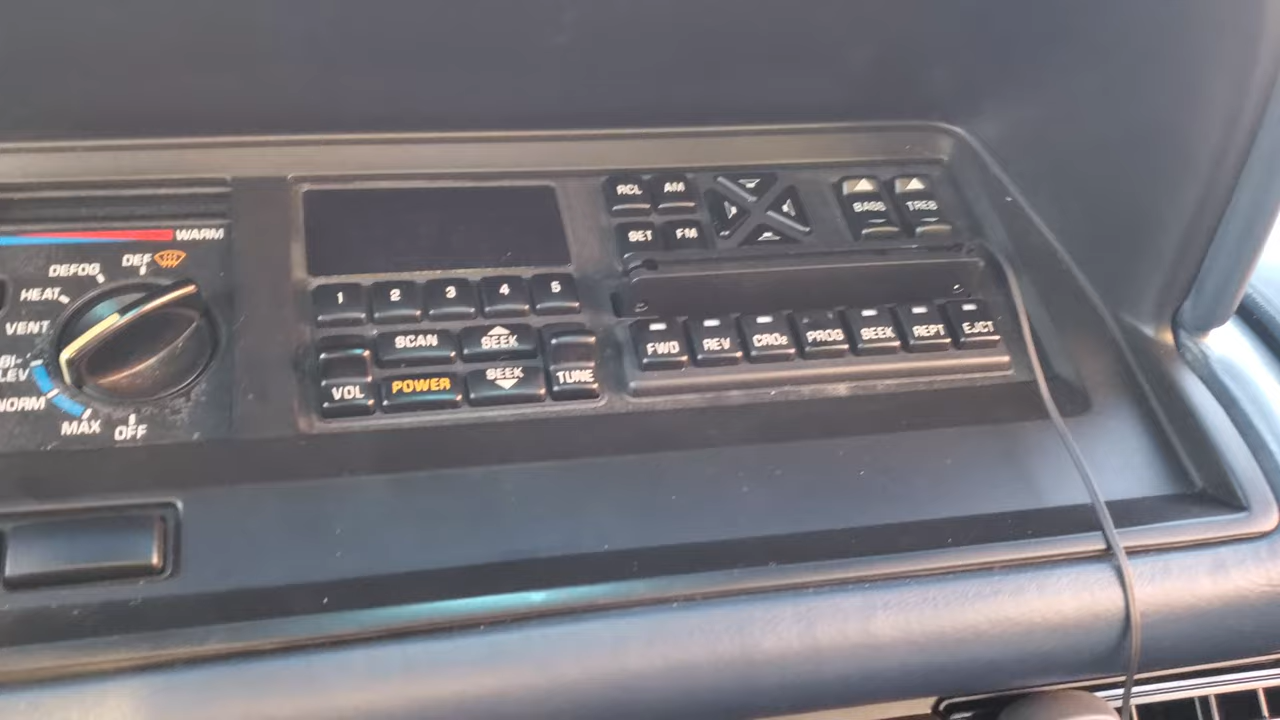 WARM
DEF
DEFOG
HEAT
VENT
BI-
LEV
NORM
MAX
OFF
1 2 3 4 5
SCAN SEEK
VOL POWER SEEK TUNE
RCL AM
SET FM
BASS TREB
FWD REV CRO₂ PROG SEEK REPT EJCT